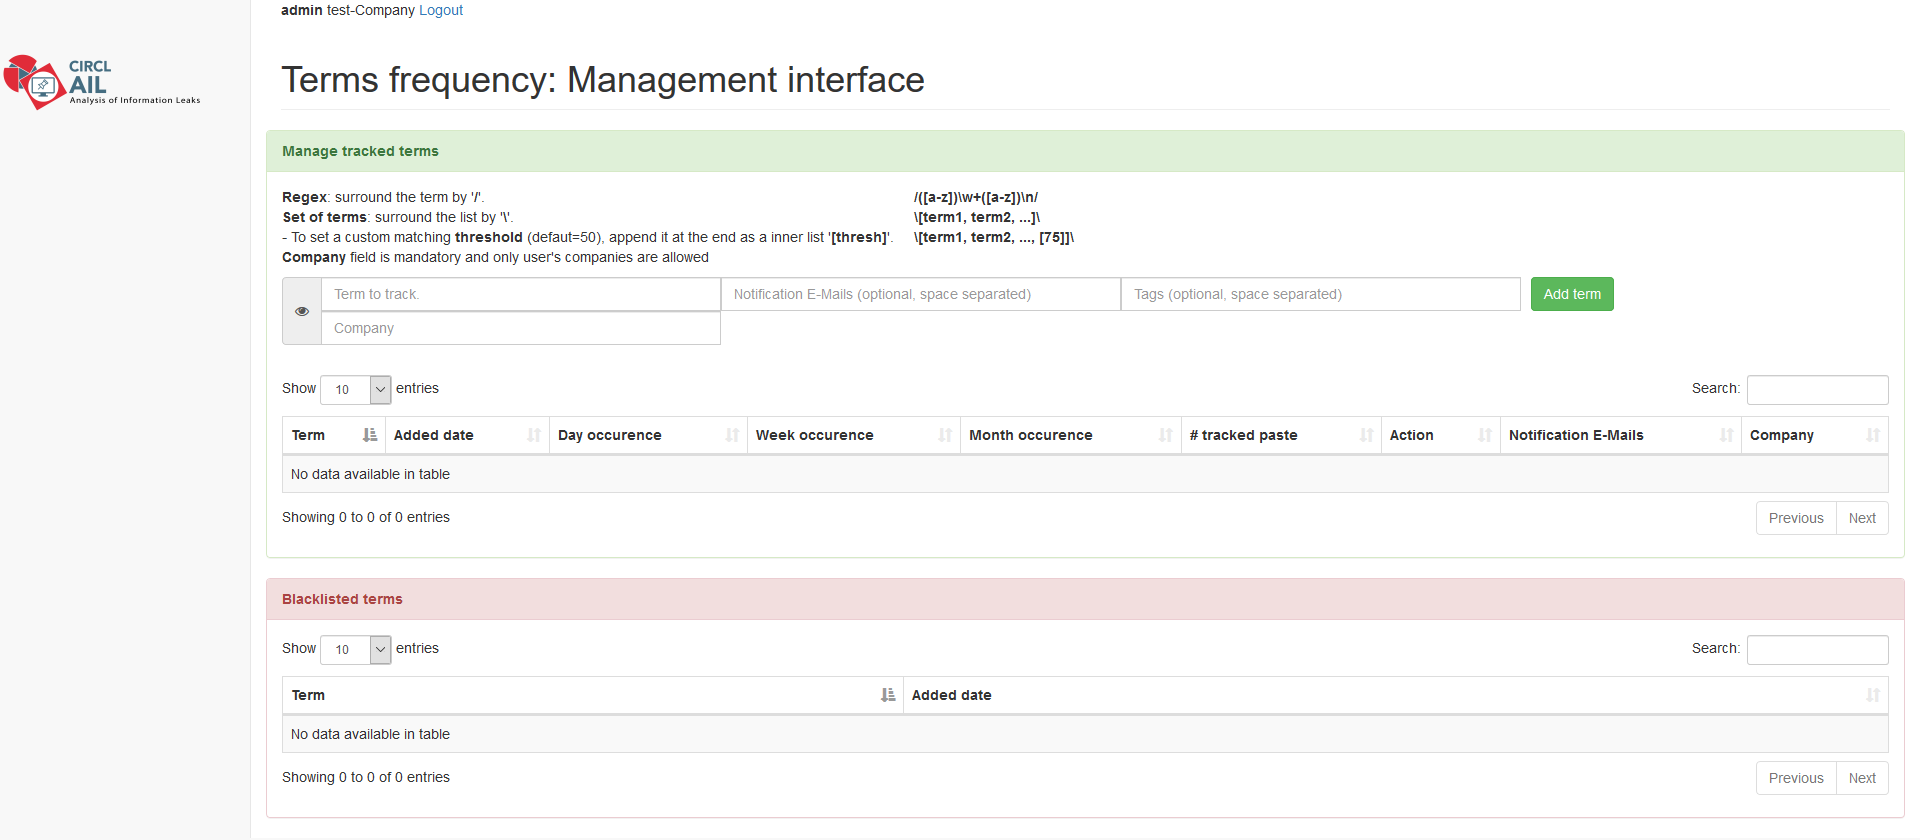 admin test-Company Logout
CIRCL
AIL
Analysis of Information Leaks
Terms frequency: Management interface
Manage tracked terms
Regex: surround the term by '/'. /([a-z])\w+([a-z])\n/
Set of terms: surround the list by '\'. \[term1, term2, ...]\
- To set a custom matching threshold (defaut=50), append it at the end as a inner list '[thresh]'. \[term1, term2, ..., [75]]\
Company field is mandatory and only user's companies are allowed
Term to track. Notification E-Mails (optional, space separated) Tags (optional, space separated) Add term
Company
Show 10 entries Search:
Term Added date Day occurence Week occurence Month occurence # tracked paste Action Notification E-Mails Company
No data available in table
Showing 0 to 0 of 0 entries Previous Next
Blacklisted terms
Show 10 entries Search:
Term Added date
No data available in table
Showing 0 to 0 of 0 entries Previous Next